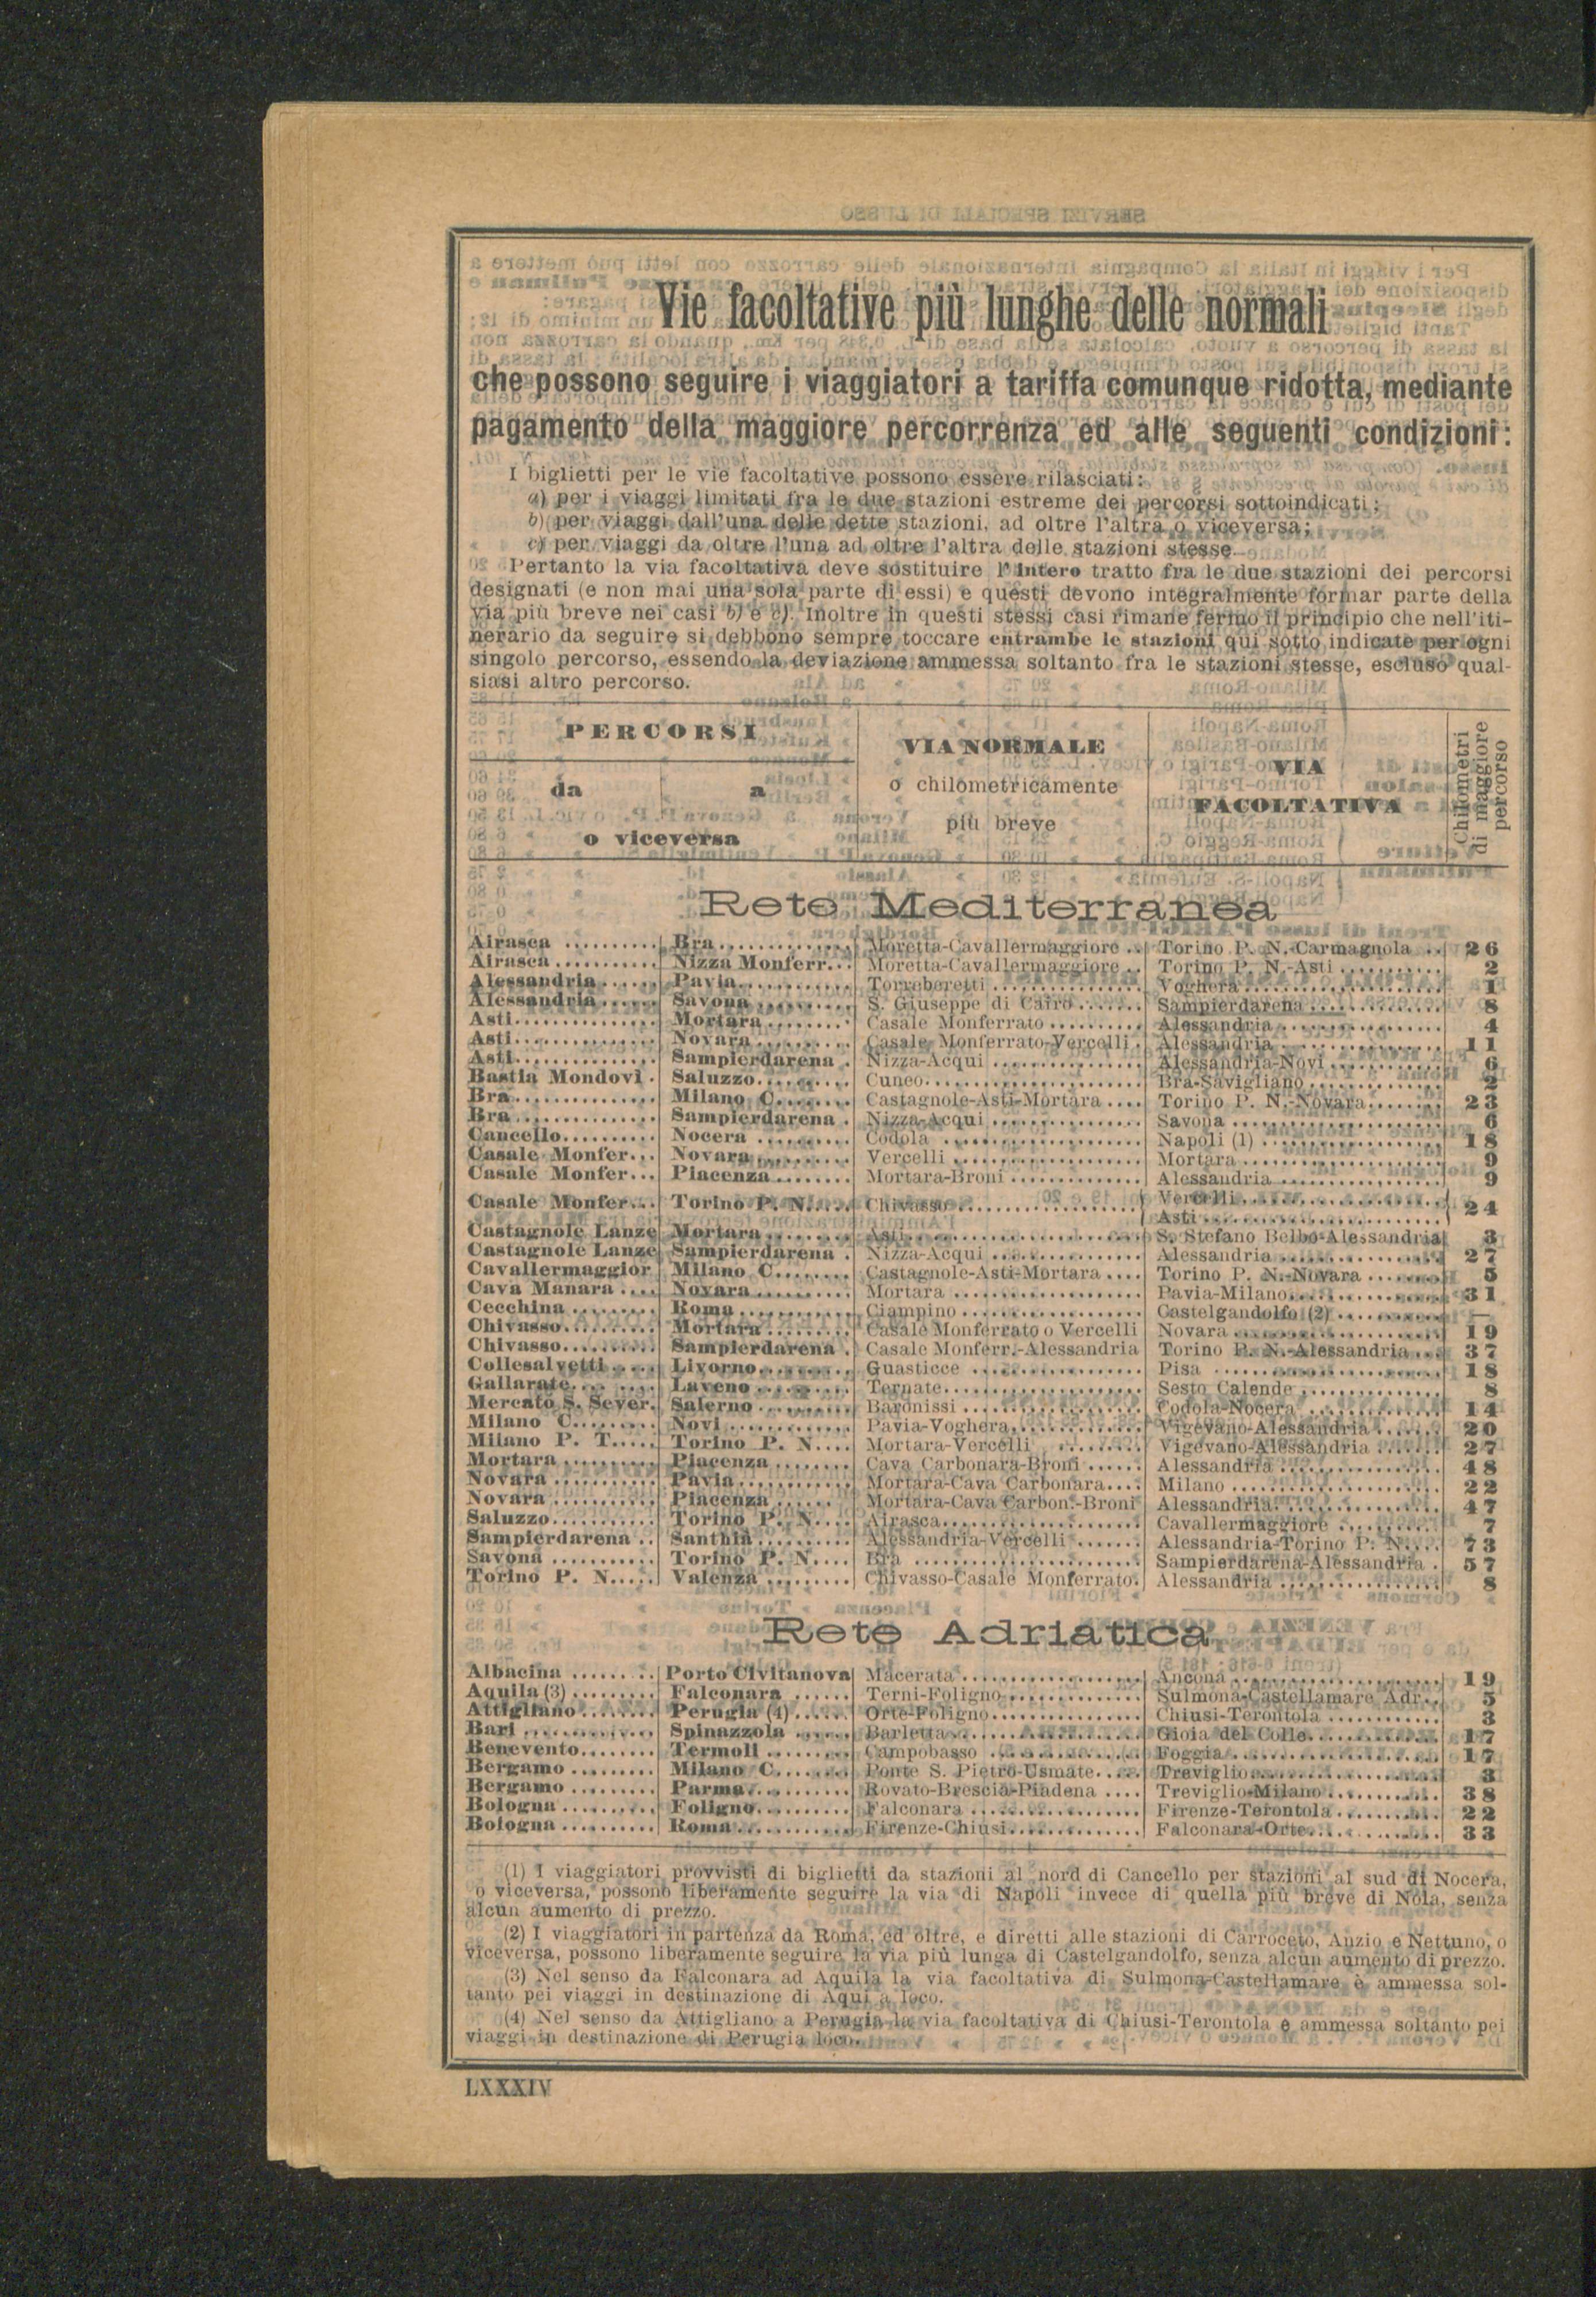 Vie facoltative più lunghe delle normali
che possono seguire i viaggiatori a tariffa comunque ridotta, mediante
pagamento della maggiore percorrenza ed alle seguenti condizioni:
I biglietti per le vie facoltative possono essere rilasciati:
a) per i viaggi limitati fra le due stazioni estreme dei percorsi sottoindicati;
b) per viaggi dall'una delle dette stazioni, ad oltre l'altra o viceversa;
c) per viaggi da oltre l'una ad oltre l'altra delle stazioni stesse.
Pertanto la via facoltativa deve sostituire l'intero tratto fra le due stazioni dei percorsi
designati (e non mai una sola parte di essi) e questi devono integralmente formar parte della
via più breve nei casi b) e c). Inoltre in questi stessi casi rimane fermo il principio che nell'iti-
nerario da seguire si debbono sempre toccare entrambe le stazioni qui sotto indicate per ogni
singolo percorso, essendo la deviazione ammessa soltanto fra le stazioni stesse, escluso qual-
siasi altro percorso.
PERCORSI
da a
o viceversa
VIA NORMALE
o chilometricamente
più breve
VIA
FACOLTATIVA
Chilometri
di maggiore
percorso
Rete Mediterranea
Airasca .......... Bra.............. Moretta-Cavallermaggiore .. Torino P. N.-Carmagnola .. 26
Airasca .......... Nizza Monferr... Moretta-Cavallermaggiore .. Torino P. N.-Asti .......... 2
Alessandria...... Pavia............ Torreberetti ............... Voghera.................... 1
Alessandria...... Savona .......... S. Giuseppe di Cairo....... Sampierdarena ............. 8
Asti.............. Mortara ......... Casale Monferrato .......... Alessandria ................ 4
Asti.............. Novara .......... Casale Monferrato-Vercelli. Alessandria ................ 11
Asti.............. Sampierdarena . Nizza-Acqui ................ Alessandria-Novi ........... 6
Bastia Mondovì . Saluzzo.......... Cuneo...................... Bra-Savigliano ............. 2
Bra.............. Milano C........ Castagnole-Asti-Mortara .... Torino P. N.-Novara........ 23
Bra.............. Sampierdarena . Nizza-Acqui ................ Savona ..................... 6
Cancello.......... Nocera .......... Codola ..................... Napoli (1) .................. 18
Casale Monfer... Novara .......... Vercelli .................... Mortara .................... 9
Casale Monfer... Piacenza ........ Mortara-Broni .............. Alessandria ................ 9
Casale Monfer... Torino P. N..... Chivasso ................... Vercelli....................
Asti ....................... 24
Castagnole Lanze Mortara ......... Asti........................ S. Stefano Belbo-Alessandria 3
Castagnole Lanze Sampierdarena . Nizza-Acqui ................ Alessandria ................ 27
Cavallermaggior Milano C........ Castagnole-Asti-Mortara .... Torino P. N.-Novara ....... 5
Cava Manara .... Novara .......... Mortara .................... Pavia-Milano............... 31
Cecchina ......... Roma............ Ciampino ................... Castelgandolfo (2) .......... —
Chivasso.......... Mortara ......... Casale Monferrato o Vercelli Novara ..................... 19
Chivasso.......... Sampierdarena . Casale Monferr.-Alessandria Torino P. N.-Alessandria ... 37
Collesalvetti ..... Livorno.......... Guasticce .................. Pisa ....................... 18
Gallarate......... Laveno .......... Ternate..................... Sesto Calende .............. 8
Mercato S. Sever. Salerno .......... Baronissi ................... Codola-Nocera ............. 14
Milano C......... Novi ............ Pavia-Voghera.............. Vigevano-Alessandria ....... 20
Milano P. T..... Torino P. N.... Mortara-Vercelli ......... Vigevano-Alessandria ....... 27
Mortara .......... Piacenza ........ Cava Carbonara-Broni ...... Alessandria ................ 48
Novara ........... Pavia............ Mortara-Cava Carbonara.... Milano ..................... 22
Novara ........... Piacenza ...... Mortara-Cava Carbon.-Broni Alessandria................. 47
Saluzzo........... Torino P. N.... Airasca..................... Cavallermaggiore ........... 7
Sampierdarena .. Santhià.......... Alessandria-Vercelli ....... Alessandria-Torino P. N.... 73
Savona ........... Torino P. N.... Bra ........................ Sampierdarena-Alessandria . 57
Torino P. N..... Valenza ......... Chivasso-Casale Monferrato. Alessandria ................ 8
Rete Adriatica
Albacina ......... Porto Civitanova Macerata ................... Ancona ..................... 19
Aquila (3) ......... Falconara ...... Terni-Foligno .............. Sulmona-Castellamare Adr.. 5
Attigliano ........ Perugia (4) ...... Orte-Foligno................ Chiusi-Terontola ............ 3
Bari .............. Spinazzola ...... Barletta .................... Gioia del Colle.............. 17
Benevento........ Termoli ......... Campobasso ................ Foggia ..................... 17
Bergamo ......... Milano C........ Ponte S. Pietro-Usmate..... Treviglio................... 3
Bergamo ......... Parma........... Rovato-Brescia-Piadena .... Treviglio-Milano ........... 38
Bologna .......... Foligno.......... Falconara .................. Firenze-Terontola........... 22
Bologna .......... Roma............ Firenze-Chiusi.............. Falconara-Orte............. 33
(1) I viaggiatori provvisti di biglietti da stazioni al nord di Cancello per stazioni al sud di Nocera,
o viceversa, possono liberamente seguire la via di Napoli invece di quella più breve di Nola, senza
alcun aumento di prezzo.
(2) I viaggiatori in partenza da Roma, ed oltre, e diretti alle stazioni di Carroceto, Anzio e Nettuno, o
viceversa, possono liberamente seguire la via più lunga di Castelgandolfo, senza alcun aumento di prezzo.
(3) Nel senso da Falconara ad Aquila la via facoltativa di Sulmona-Castellamare è ammessa sol-
tanto pei viaggi in destinazione di Aquila loco.
(4) Nel senso da Attigliano a Perugia la via facoltativa di Chiusi-Terontola è ammessa soltanto pei
viaggi in destinazione di Perugia loco.
LXXXIV